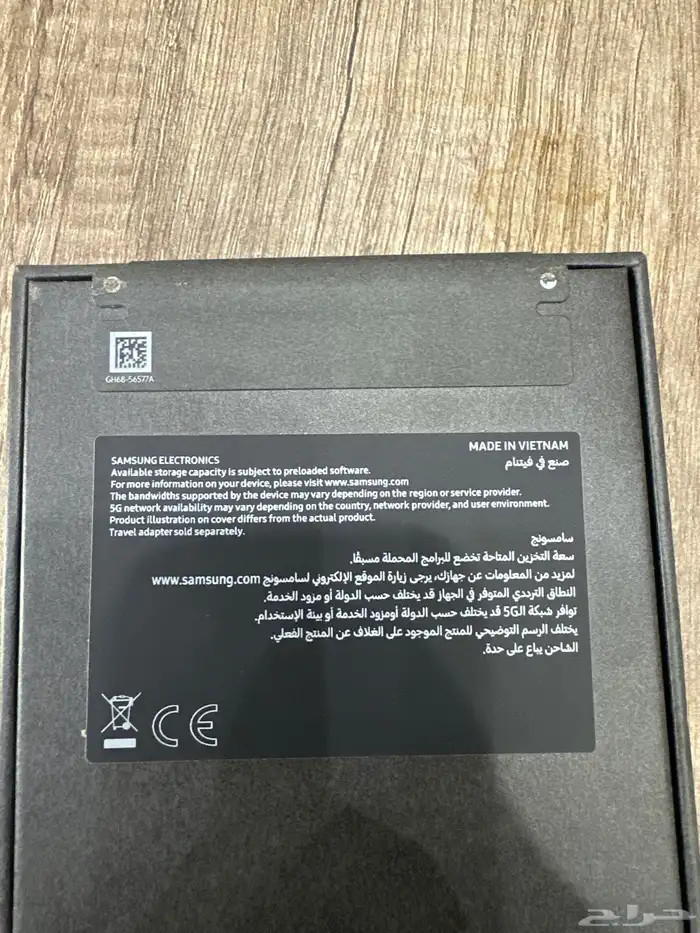 GH68-56577A
MADE IN VIETNAM
صنع في فيتنام
SAMSUNG ELECTRONICS
Available storage capacity is subject to preloaded software.
For more information on your device, please visit www.samsung.com
The bandwidths supported by the device may vary depending on the region or service provider.
5G network availability may vary depending on the country, network provider, and user environment.
Product illustration on cover differs from the actual product.
Travel adapter sold separately.
سامسونج
سعة التخزين المتاحة تخضع للبرامج المحملة مسبقًا.
لمزيد من المعلومات عن جهازك، يرجى زيارة الموقع الإلكتروني لسامسونج www.samsung.com
النطاق الترددي المتوفر في الجهاز قد يختلف حسب الدولة أو مزود الخدمة.
توافر شبكة الـ5G قد يختلف حسب الدولة أومزود الخدمة أو بيئة الإستخدام.
يختلف الرسم التوضيحي للمنتج الموجود على الغلاف عن المنتج الفعلي.
الشاحن يباع على حدة.
CE
حراج